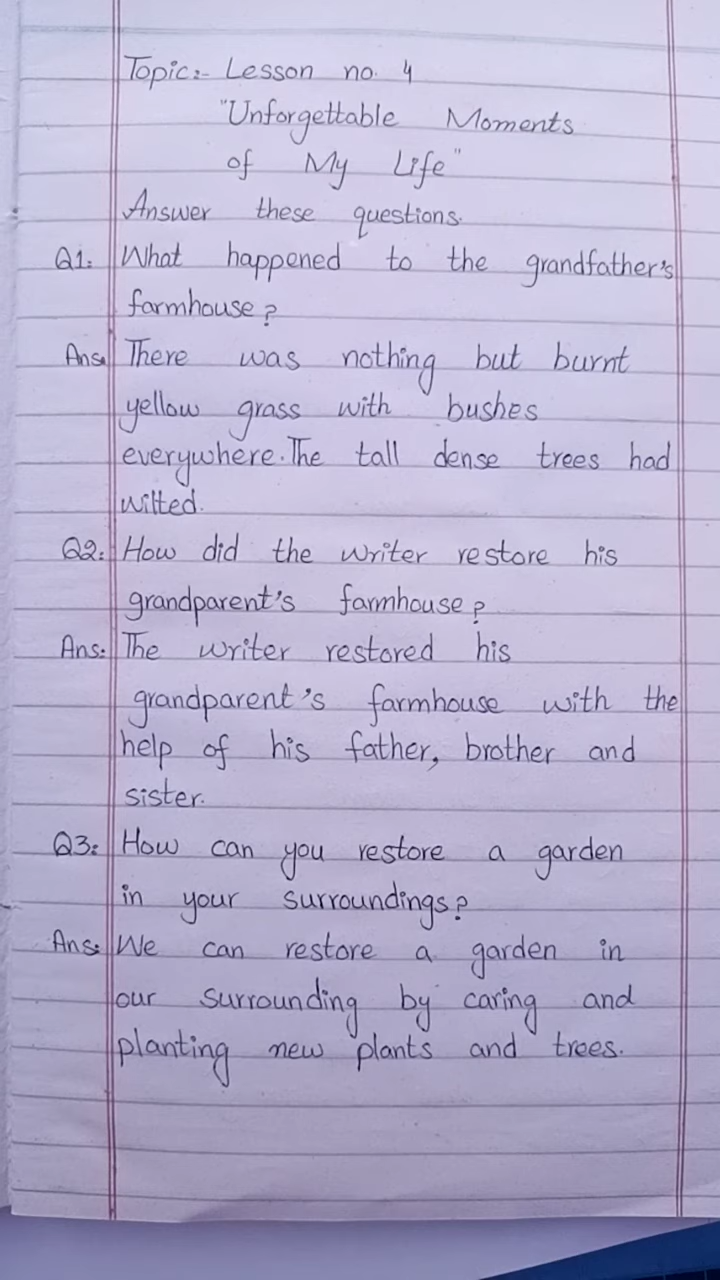 Topic:- Lesson no. 4
"Unforgettable Moments
of My Life"
Answer these questions.
Q1: What happened to the grandfather's
farmhouse?
Ans: There was nothing but burnt
yellow grass with bushes
everywhere. The tall dense trees had
wilted.
Q2: How did the writer restore his
grandparent's farmhouse?
Ans: The writer restored his
grandparent's farmhouse with the
help of his father, brother and
sister.
Q3: How can you restore a garden
in your surroundings?
Ans: We can restore a garden in
our surrounding by caring and
planting new plants and trees.